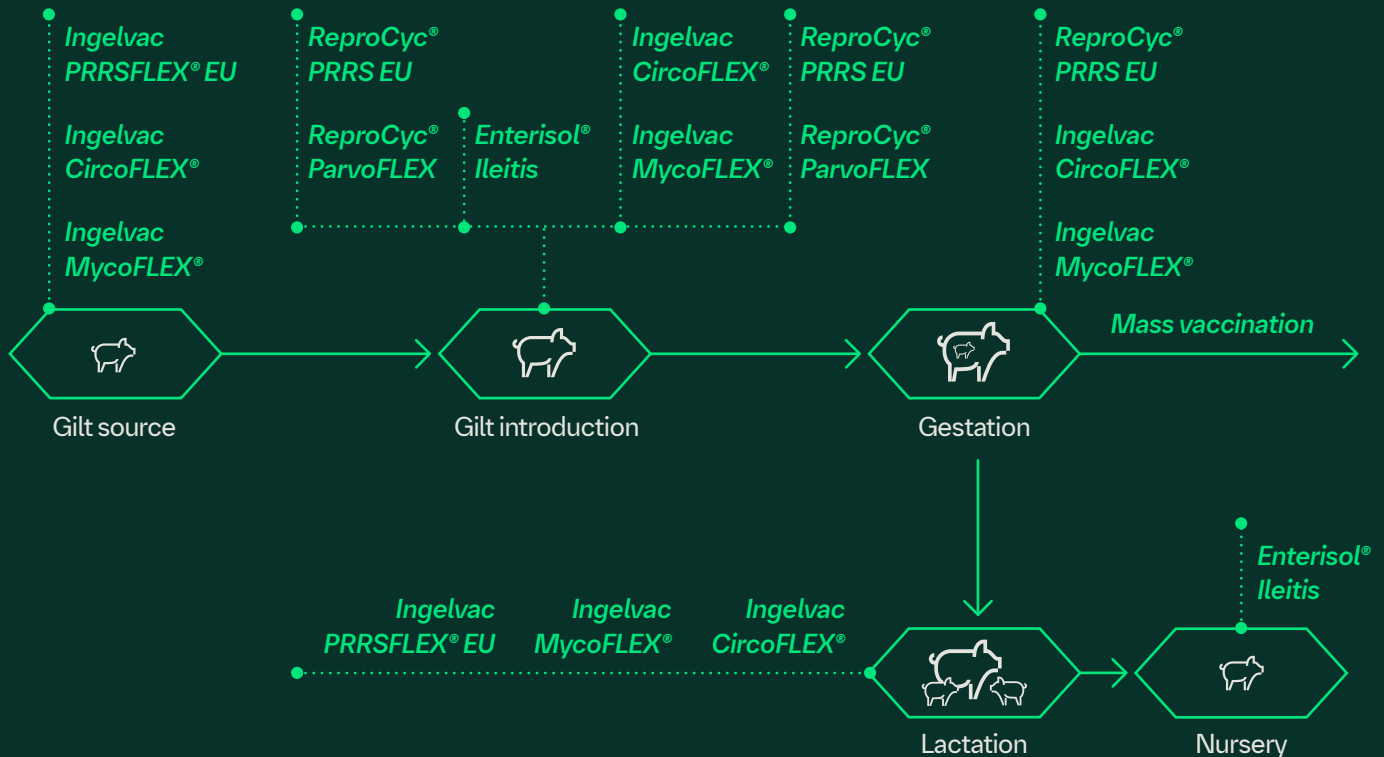 Ingelvac
PRRSFLEX® EU
Ingelvac
CircoFLEX®
Ingelvac
MycoFLEX®
ReproCyc®
PRRS EU
ReproCyc®
ParvoFLEX
Enterisol®
Ileitis
Ingelvac
CircoFLEX®
Ingelvac
MycoFLEX®
ReproCyc®
PRRS EU
ReproCyc®
ParvoFLEX
ReproCyc®
PRRS EU
Ingelvac
CircoFLEX®
Ingelvac
MycoFLEX®
Mass vaccination
Gilt source
Gilt introduction
Gestation
Ingelvac
PRRSFLEX® EU
Ingelvac
MycoFLEX®
Ingelvac
CircoFLEX®
Enterisol®
Ileitis
Lactation
Nursery